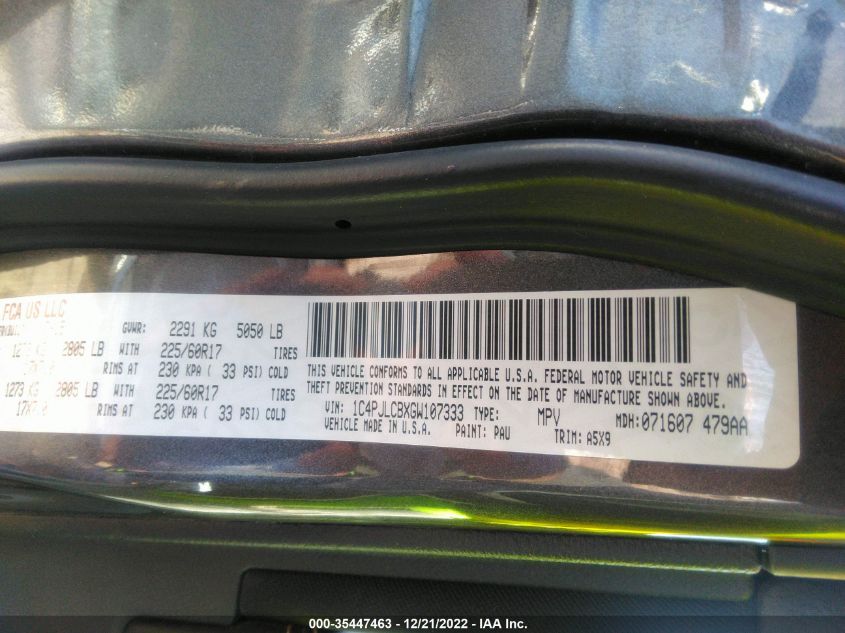 FCA US LLC
GVWR: 2291 KG 5050 LB
2805 LB WITH 225/60R17 TIRES
RIMS AT 230 KPA ( 33 PSI) COLD
1273 KG 2805 LB WITH 225/60R17 TIRES
17X7.0 RIMS AT 230 KPA ( 33 PSI) COLD
THIS VEHICLE CONFORMS TO ALL APPLICABLE U.S.A. FEDERAL MOTOR VEHICLE SAFETY AND
THEFT PREVENTION STANDARDS IN EFFECT ON THE DATE OF MANUFACTURE SHOWN ABOVE.
VIN: 1C4PJLCBXGW107333 TYPE: MPV MDH:071607 479AA
VEHICLE MADE IN U.S.A. PAINT: PAU TRIM: A5X9
000-35447463 - 12/21/2022 - IAA Inc.